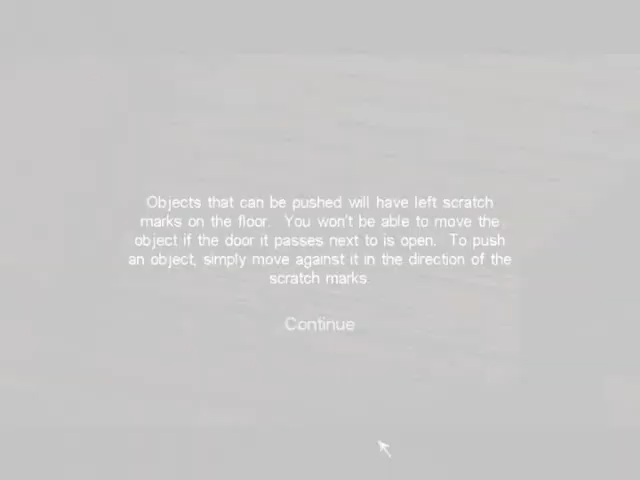 Objects that can be pushed will have left scratch
marks on the floor.  You won't be able to move the
object if the door it passes next to is open.  To push
an object, simply move against it in the direction of the
scratch marks.
Continue